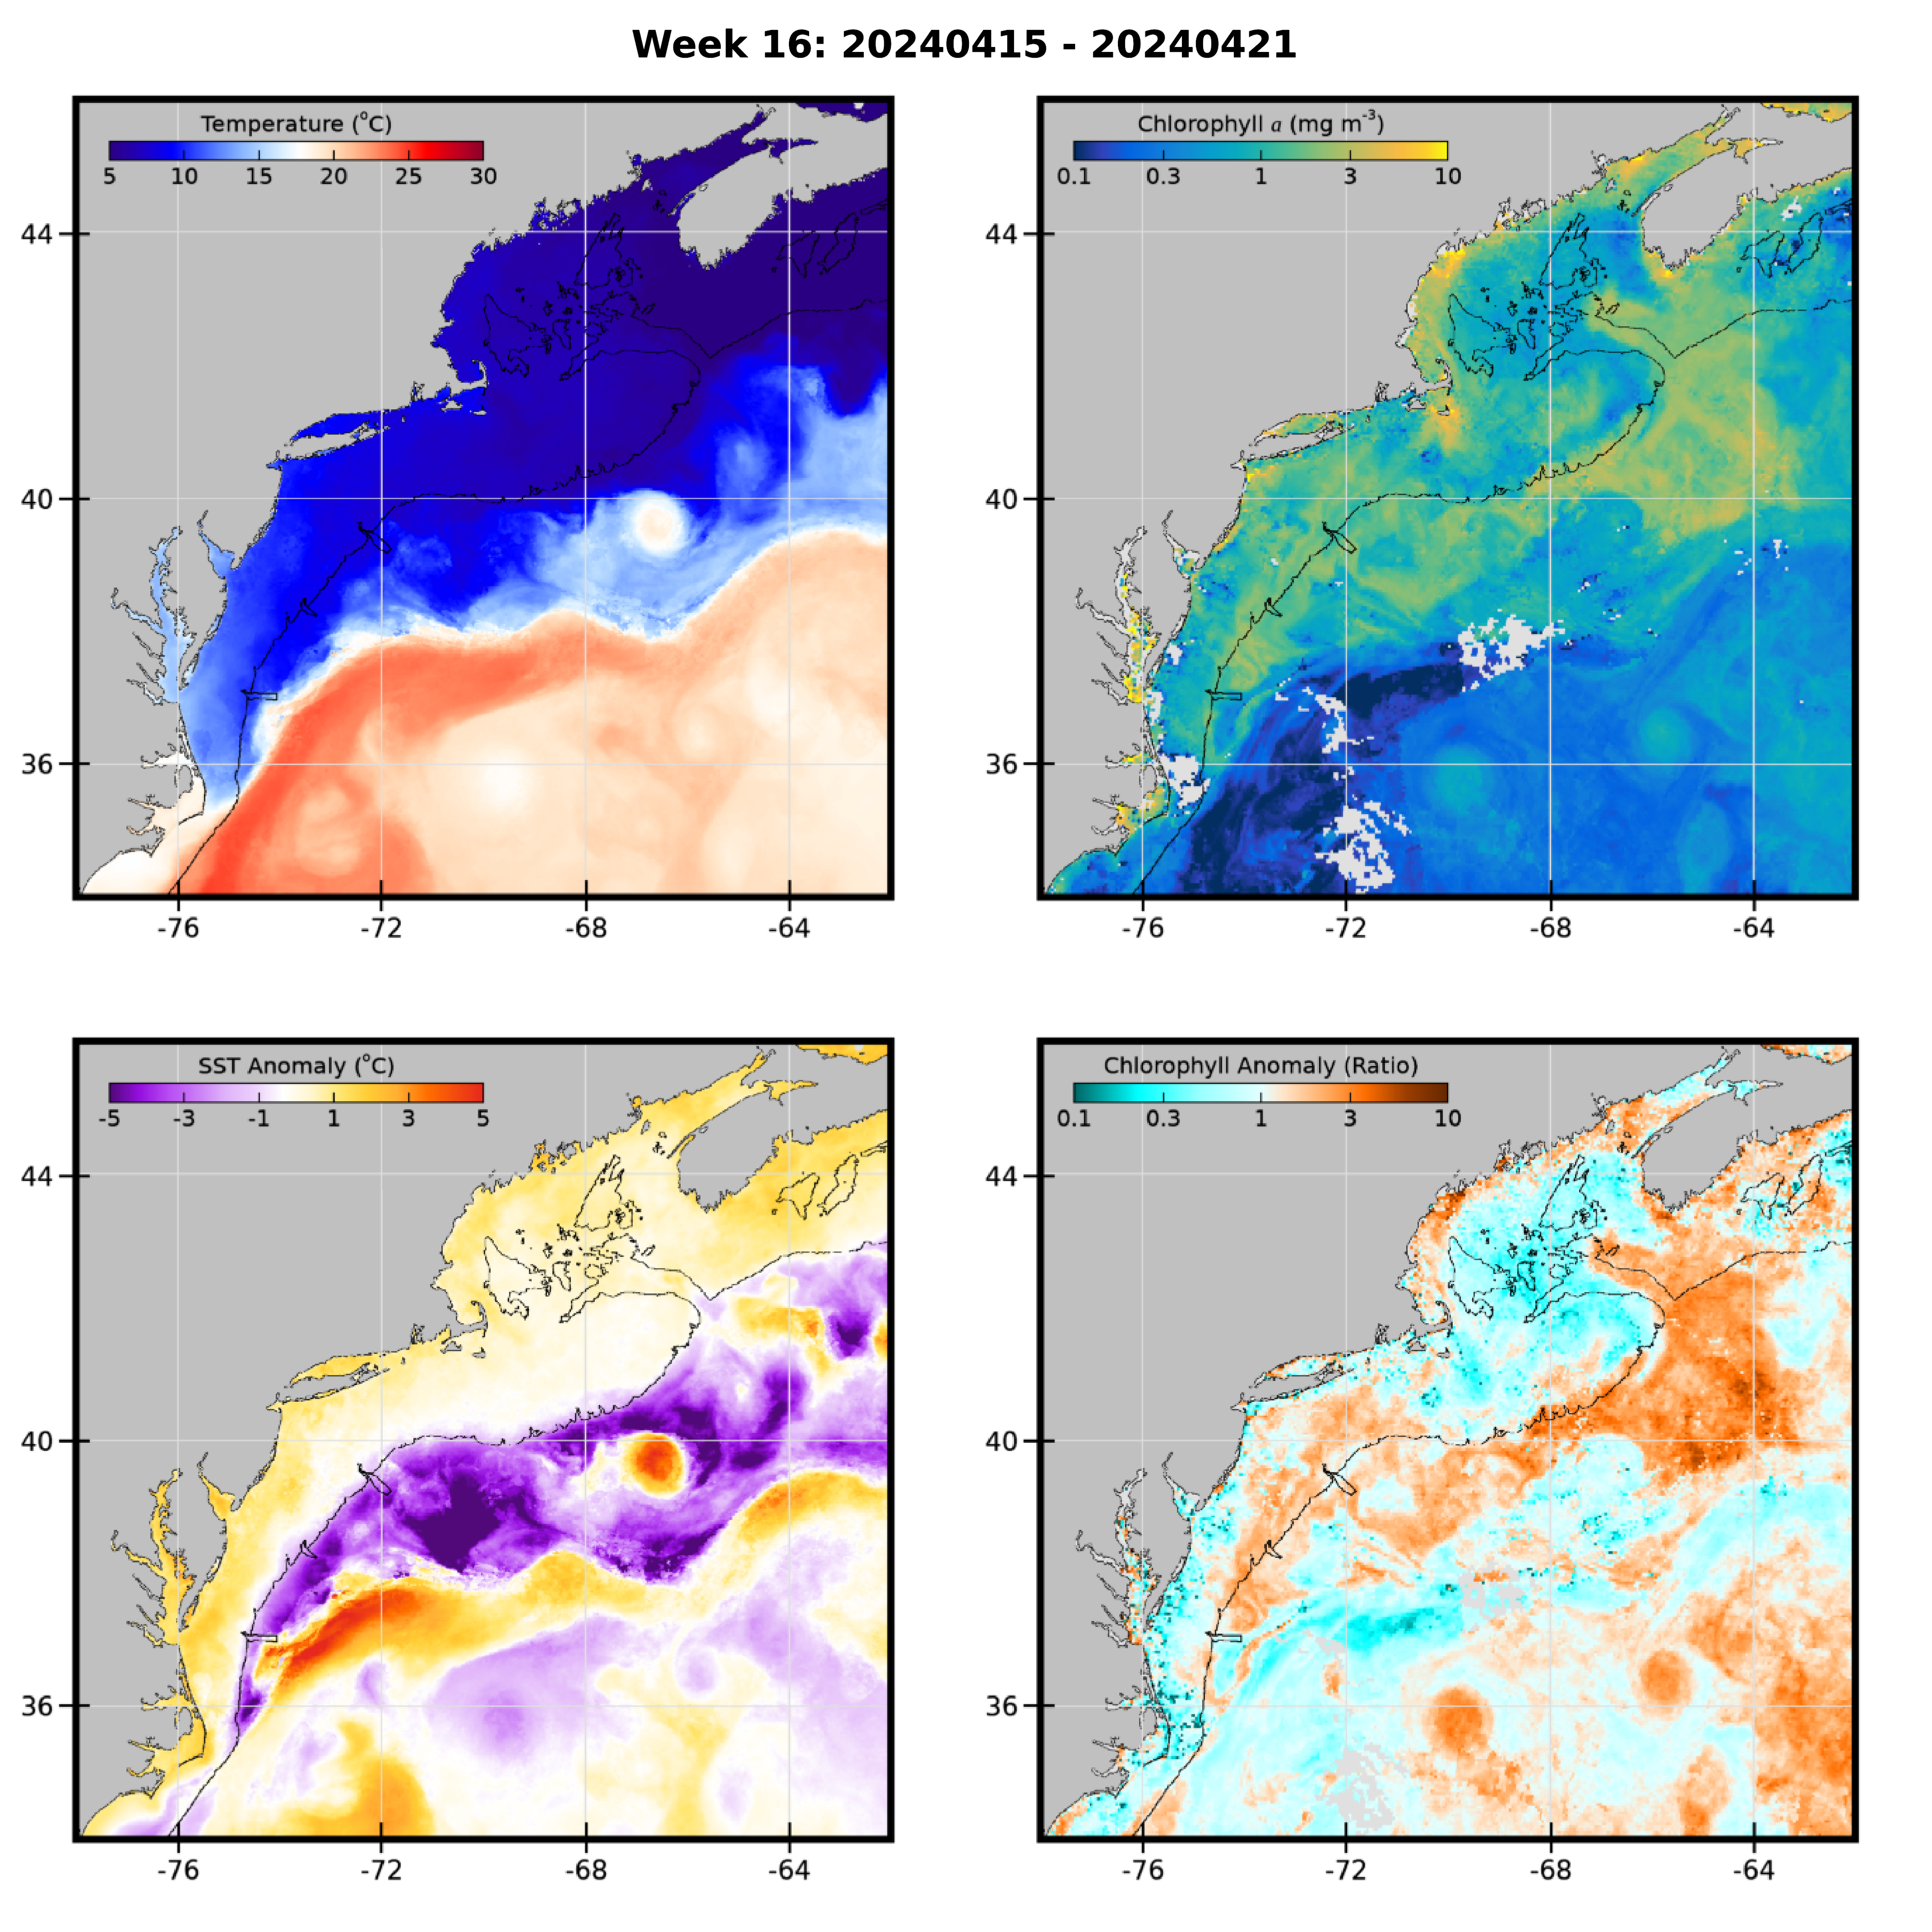 Week 16: 20240415 - 20240421
Temperature (°C)
5 10 15 20 25 30
44
40
36
-76 -72 -68 -64
Chlorophyll a (mg m⁻³)
0.1 0.3 1 3 10
44
40
36
-76 -72 -68 -64
SST Anomaly (°C)
-5 -3 -1 1 3 5
44
40
36
-76 -72 -68 -64
Chlorophyll Anomaly (Ratio)
0.1 0.3 1 3 10
44
40
36
-76 -72 -68 -64